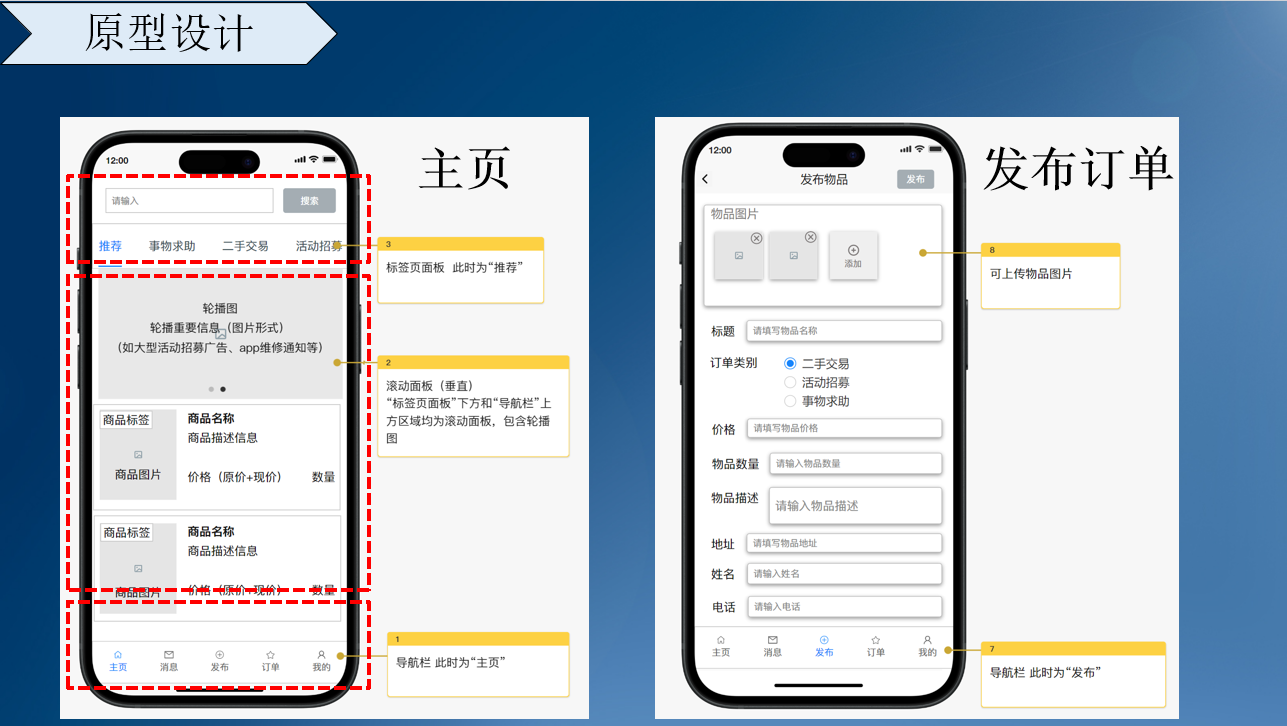 原型设计
主页
12:00
请输入
搜索
推荐 事物求助 二手交易 活动招募
轮播图
轮播重要信息（图片形式）
（如大型活动招募广告、app维修通知等）
商品标签
商品图片
商品名称
商品描述信息
价格（原价+现价） 数量
商品标签
商品图片
商品名称
商品描述信息
价格（原价+现价） 数量
主页 消息 发布 订单 我的
3
标签页面板 此时为“推荐”
2
滚动面板（垂直）
“标签页面板”下方和“导航栏”上
方区域均为滚动面板，包含轮播
图
1
导航栏 此时为“主页”
发布订单
12:00
发布物品
发布
物品图片
添加
标题 请填写物品名称
订单类别 二手交易
活动招募
事物求助
价格 请填写物品价格
物品数量 请输入物品数量
物品描述 请输入物品描述
地址 请填写物品地址
姓名 请输入姓名
电话 请输入电话
主页 消息 发布 订单 我的
8
可上传物品图片
7
导航栏 此时为“发布”